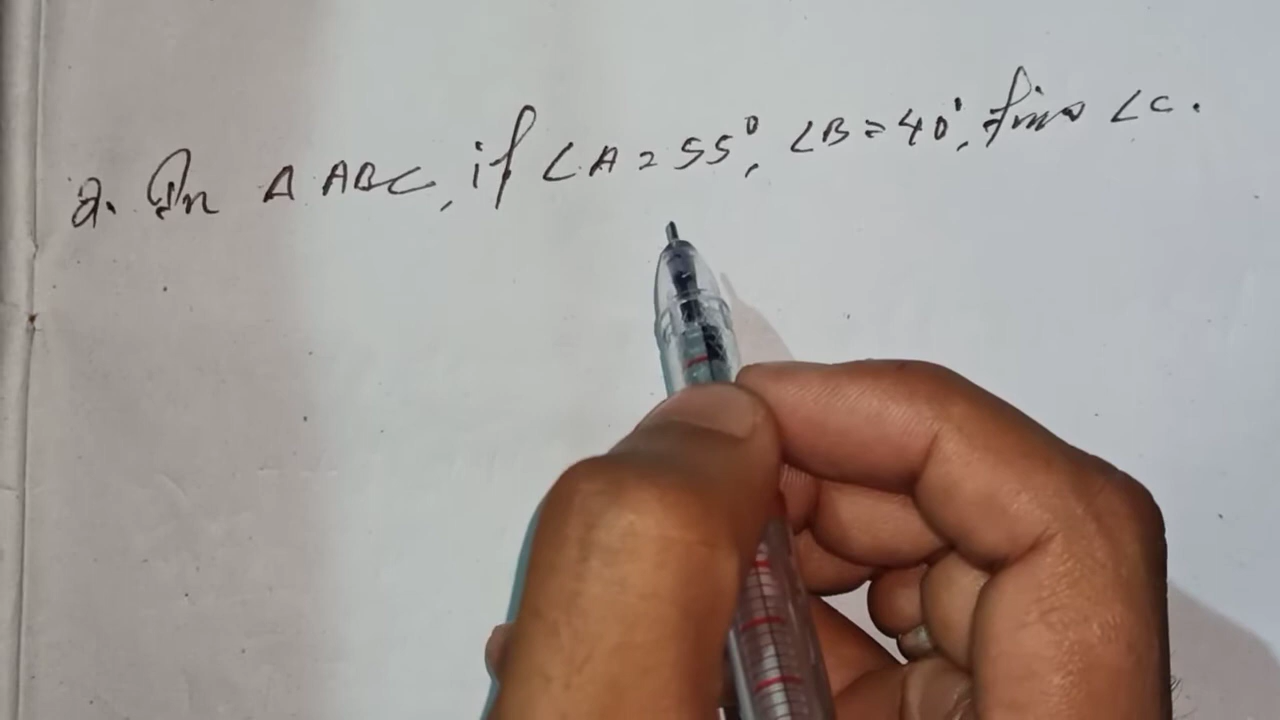 2. In Δ ABC, if ∠A = 55°, ∠B = 40°, find ∠C.